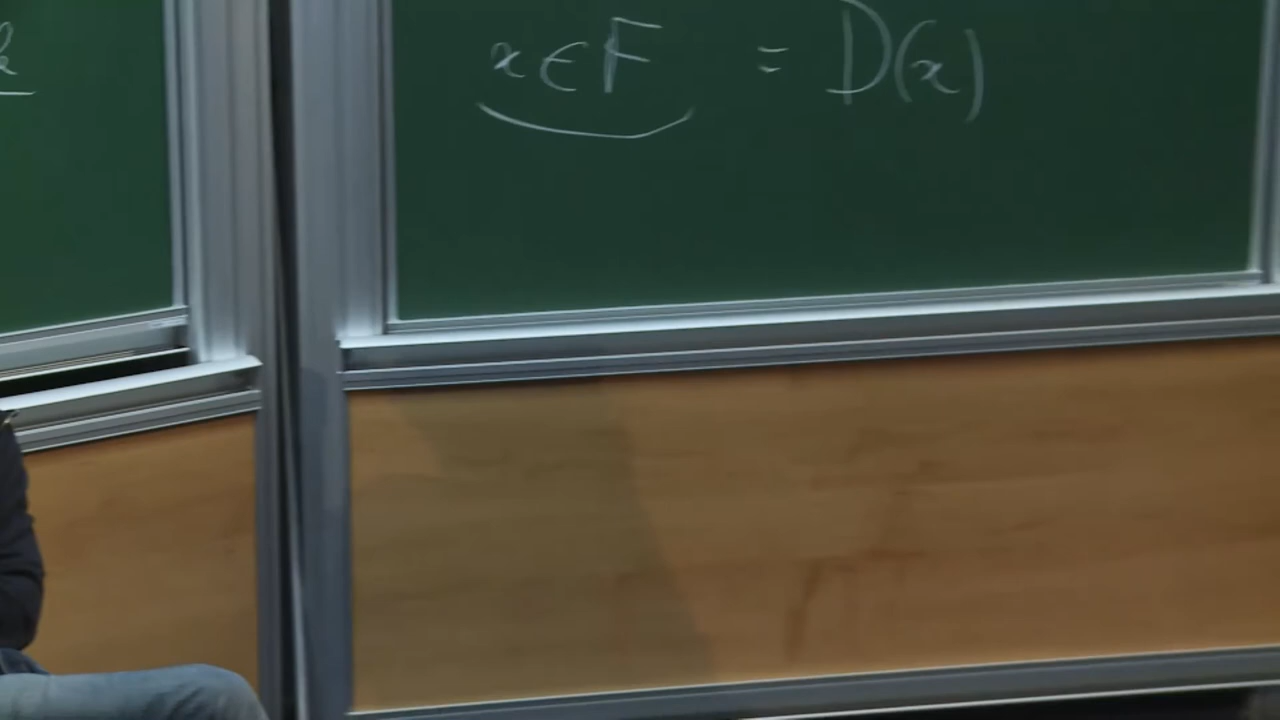 x ∈ F = D(x)